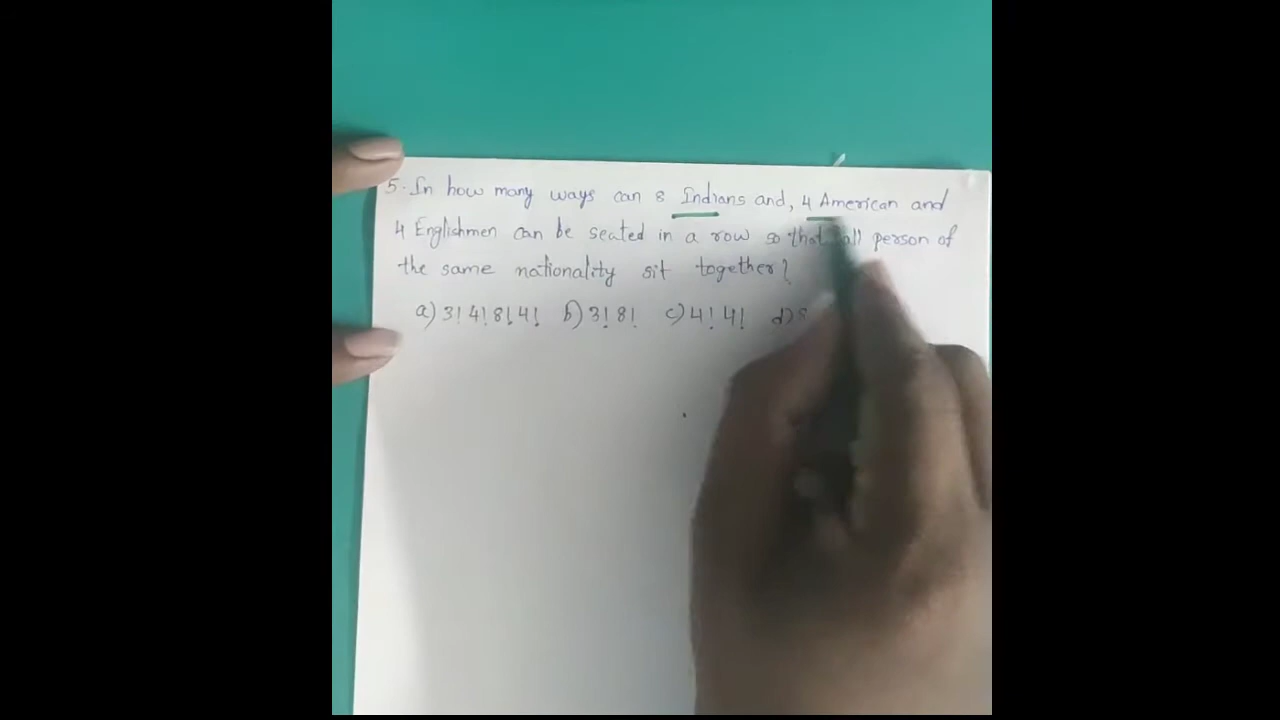 5. In how many ways can 8 Indians and, 4 American and
4 Englishmen can be seated in a row so that all person of
the same nationality sit together?
a) 3! 4! 8! 4! b) 3! 8! c) 4! 4! d) 8